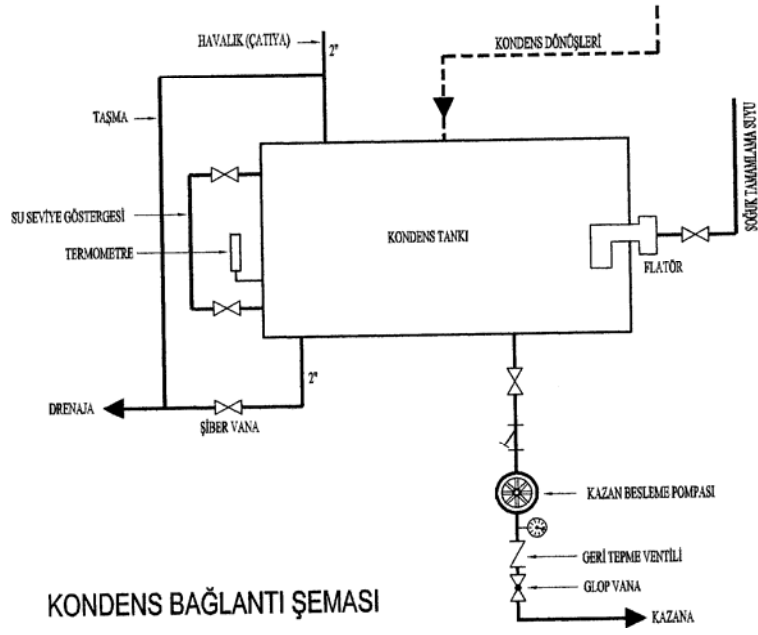 HAVALIK (ÇATIYA)
2"
KONDENS DÖNÜŞLERİ
TAŞMA
SOĞUK TAMAMLAMA SUYU
SU SEVİYE GÖSTERGESİ
KONDENS TANKI
TERMOMETRE
FLATÖR
2"
DRENAJA
ŞİBER VANA
KAZAN BESLEME POMPASI
GERİ TEPME VENTİLİ
GLOP VANA
KONDENS BAĞLANTI ŞEMASI
KAZANA